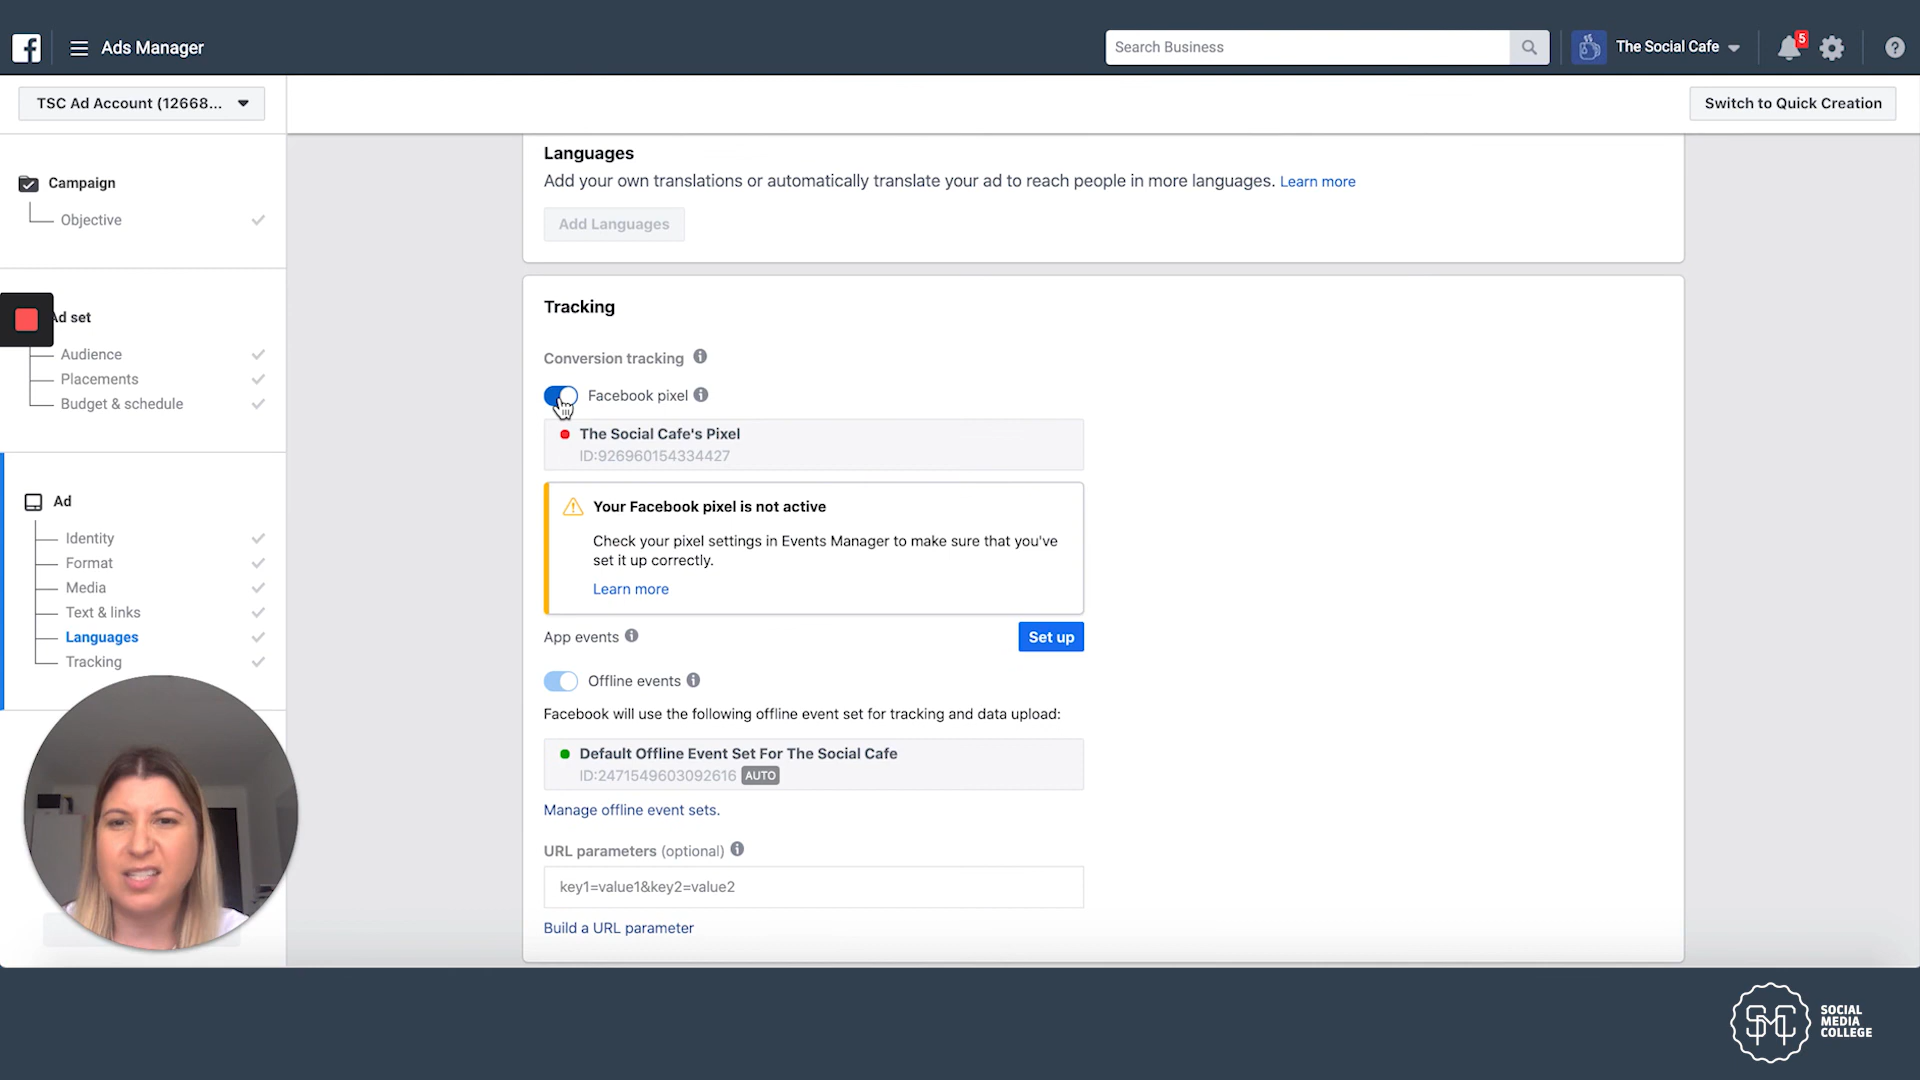 Ads Manager
Search Business
The Social Cafe
5
TSC Ad Account (12668...
Switch to Quick Creation
Campaign
Objective
Ad set
Audience
Placements
Budget & schedule
Ad
Identity
Format
Media
Text & links
Languages
Tracking
Languages
Add your own translations or automatically translate your ad to reach people in more languages. Learn more
Add Languages
Tracking
Conversion tracking
Facebook pixel
The Social Cafe's Pixel
ID:926960154334427
Your Facebook pixel is not active
Check your pixel settings in Events Manager to make sure that you've
set it up correctly.
Learn more
App events
Set up
Offline events
Facebook will use the following offline event set for tracking and data upload:
Default Offline Event Set For The Social Cafe
ID:2471549603092616 AUTO
Manage offline event sets.
URL parameters (optional)
key1=value1&key2=value2
Build a URL parameter
SMC
SOCIAL
MEDIA
COLLEGE